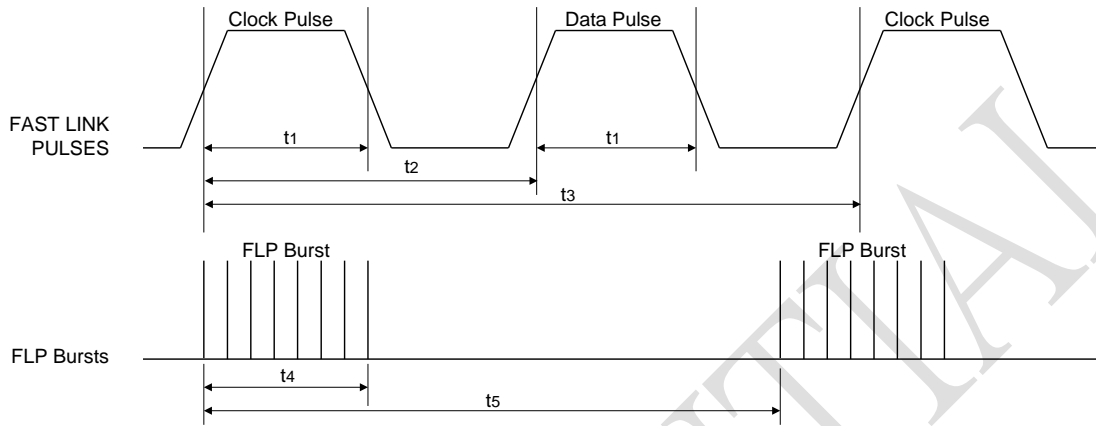 Clock Pulse Data Pulse Clock Pulse
FAST LINK
PULSES
t1 t1
t2
t3
FLP Burst FLP Burst
FLP Bursts
t4
t5